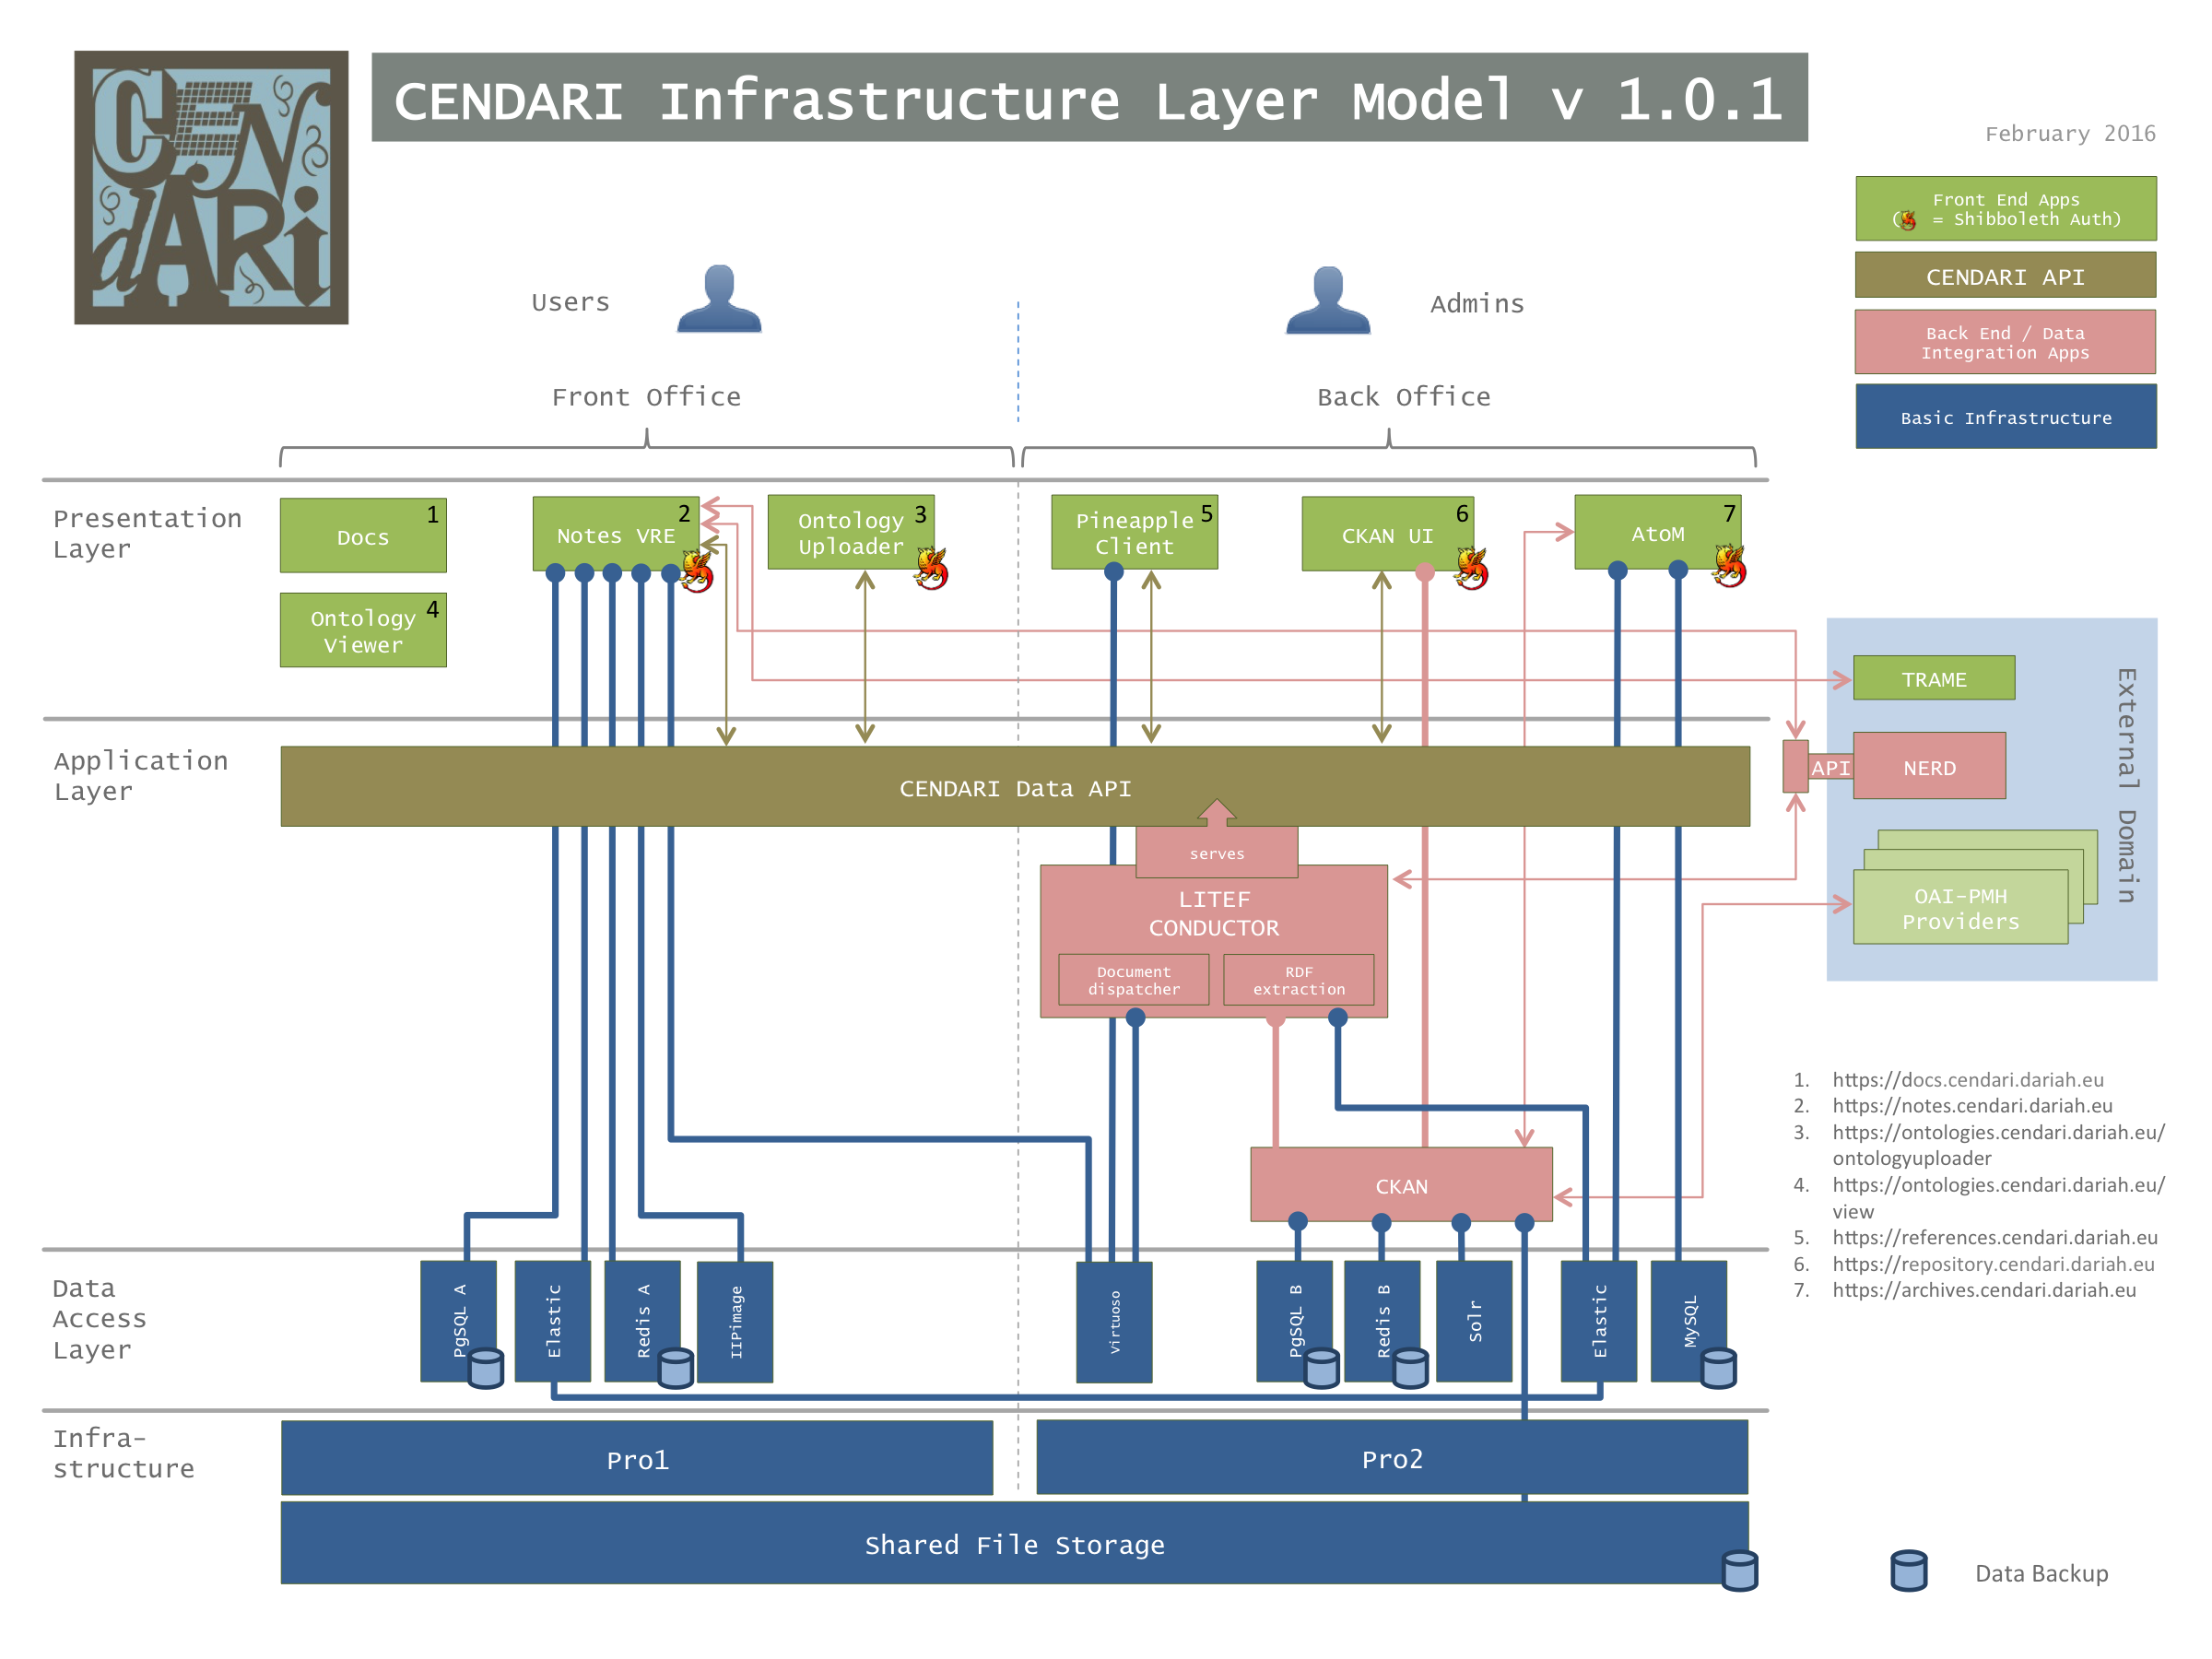 CENDARI
CENDARI Infrastructure Layer Model v 1.0.1
February 2016
Front End Apps
( = Shibboleth Auth)
CENDARI API
Back End / Data
Integration Apps
Basic Infrastructure
Users
Admins
Front Office
Back Office
Presentation
Layer
Docs
1
Notes VRE
2
Ontology
Uploader
3
Pineapple
Client
5
CKAN UI
6
AtoM
7
Ontology
Viewer
4
External Domain
TRAME
API
NERD
OAI-PMH
Providers
Application
Layer
CENDARI Data API
serves
LITEF
CONDUCTOR
Document
dispatcher
RDF
extraction
CKAN
1. https://docs.cendari.dariah.eu
2. https://notes.cendari.dariah.eu
3. https://ontologies.cendari.dariah.eu/
ontologyuploader
4. https://ontologies.cendari.dariah.eu/
view
5. https://references.cendari.dariah.eu
6. https://repository.cendari.dariah.eu
7. https://archives.cendari.dariah.eu
Data
Access
Layer
PgSQL A
Elastic
Redis A
IIPimage
Virtuoso
PgSQL B
Redis B
Solr
Elastic
MySQL
Infra-
structure
Pro1
Pro2
Shared File Storage
Data Backup